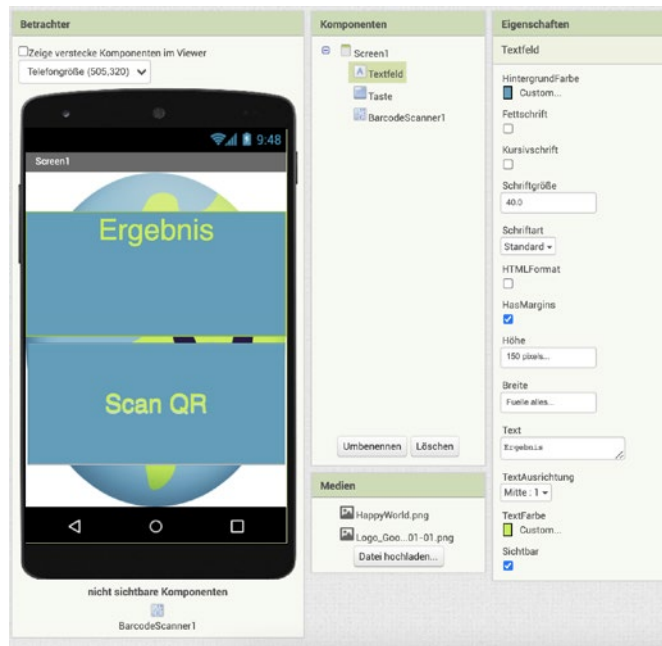 Betrachter
Zeige verstecke Komponenten im Viewer
Telefongröße (505,320)
9:48
Screen1
Ergebnis
Scan QR
nicht sichtbare Komponenten
BarcodeScanner1
Komponenten
Screen1
Textfeld
Taste
BarcodeScanner1
Umbenennen Löschen
Medien
HappyWorld.png
Logo_Goo...01-01.png
Datei hochladen...
Eigenschaften
Textfeld
HintergrundFarbe
Custom...
Fettschrift
Kursivschrift
Schriftgröße
40.0
Schriftart
Standard
HTMLFormat
HasMargins
Höhe
150 pixels...
Breite
Fuelle alles...
Text
Ergebnis
TextAusrichtung
Mitte : 1
TextFarbe
Custom...
Sichtbar